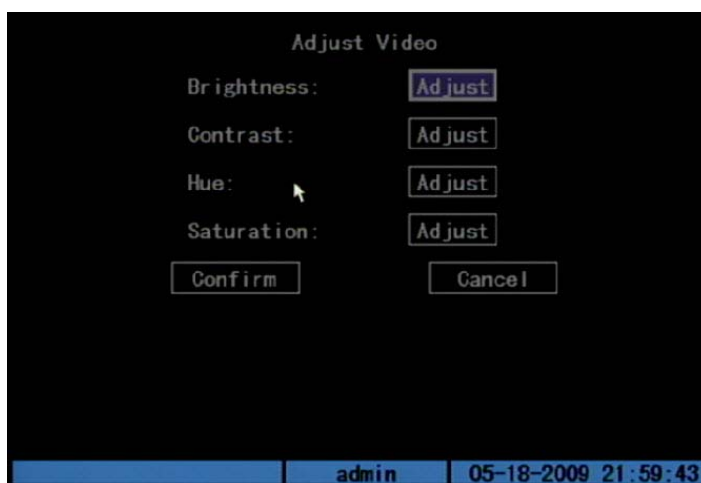 Adjust Video
Brightness: Adjust
Contrast: Adjust
Hue: Adjust
Saturation: Adjust
Confirm Cancel
admin 05-18-2009 21:59:43